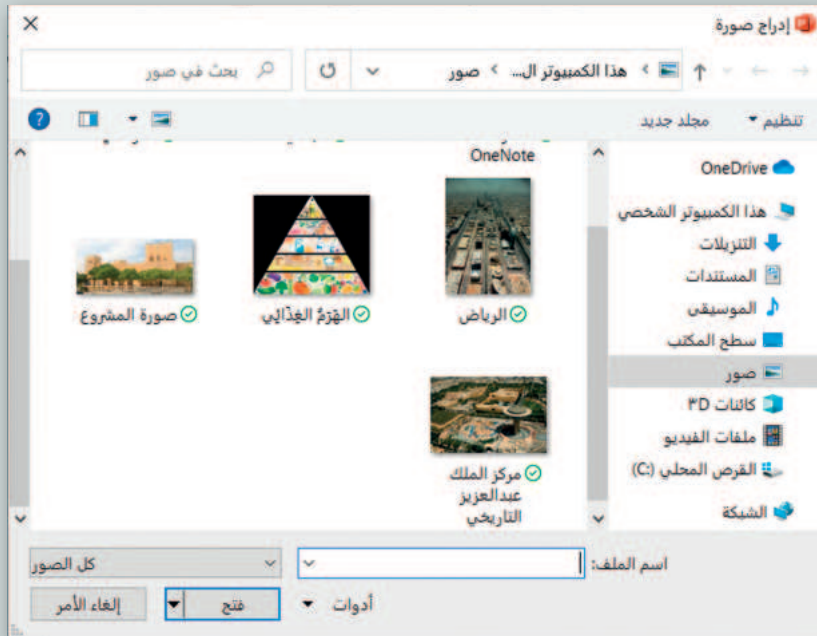 إدراج صورة
هذا الكمبيوتر ال... › صور
بحث في صور
تنظيم
مجلد جديد
OneDrive
هذا الكمبيوتر الشخصي
التنزيلات
المستندات
الموسيقى
سطح المكتب
صور
كائنات ٣D
ملفات الفيديو
القرص المحلي (C:)
الشبكة
OneNote
الرياض
الهَرَمُ الغِذَائِي
صورة المشروع
مركز الملك
عبدالعزيز
التاريخي
اسم الملف:
كل الصور
أدوات
فتح
إلغاء الأمر